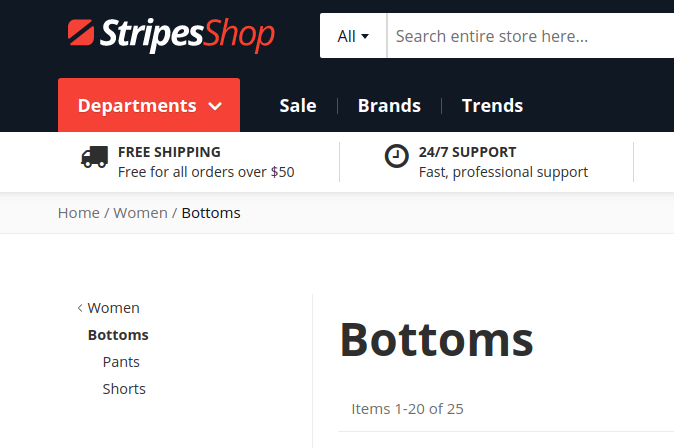 StripesShop
All
Search entire store here...
Departments
Sale
Brands
Trends
FREE SHIPPING
Free for all orders over $50
24/7 SUPPORT
Fast, professional support
Home / Women / Bottoms
Women
Bottoms
Pants
Shorts
Bottoms
Items 1-20 of 25